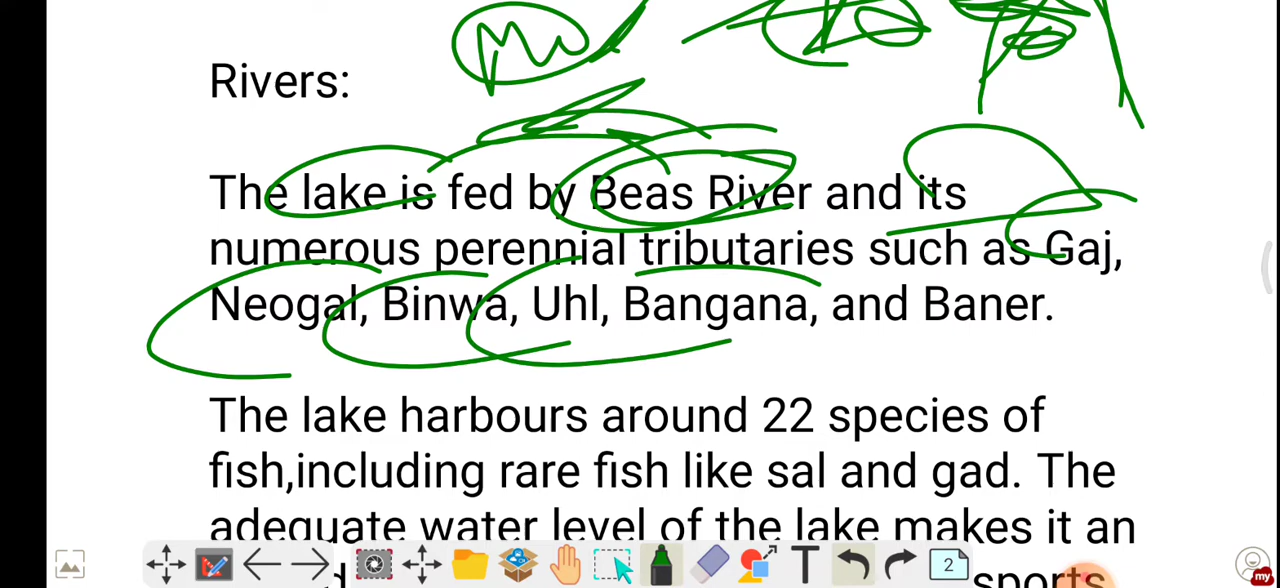 Rivers:
The lake is fed by Beas River and its
numerous perennial tributaries such as Gaj,
Neogal, Binwa, Uhl, Bangana, and Baner.
The lake harbours around 22 species of
fish,including rare fish like sal and gad. The
adequate water level of the lake makes it an
sports
T
2
my